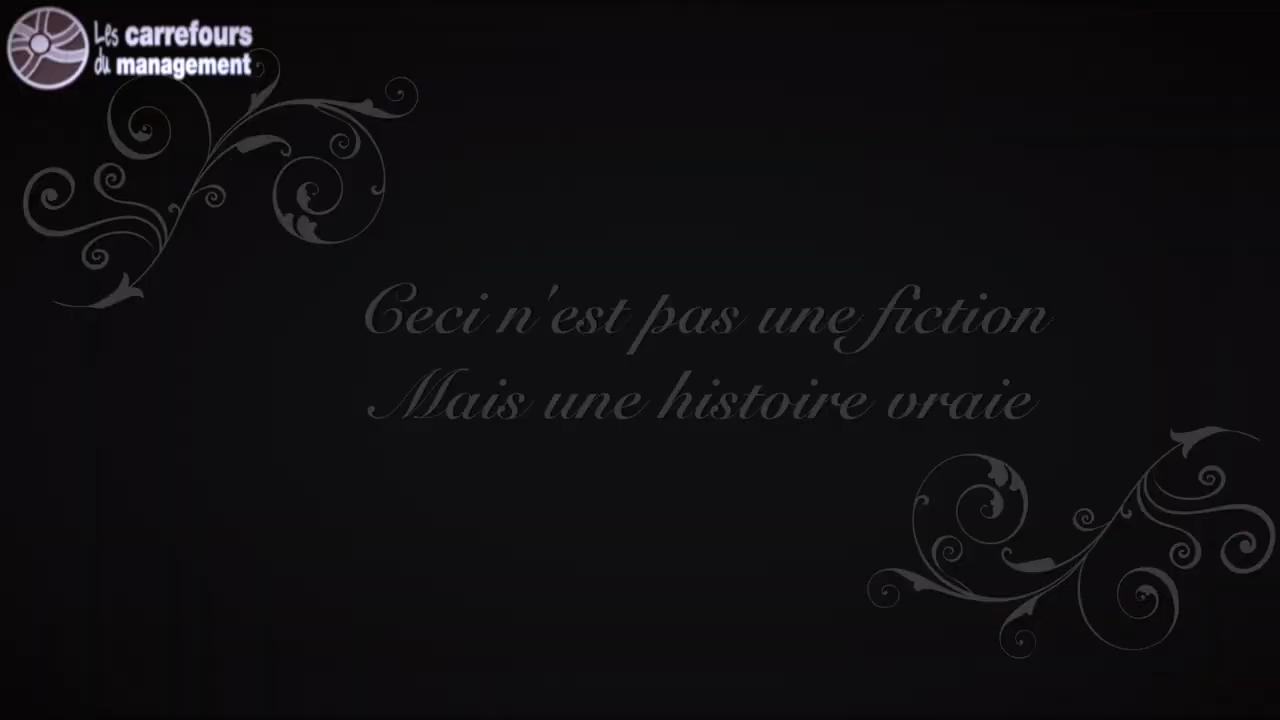 Les carrefours
du management
Ceci n'est pas une fiction
Mais une histoire vraie